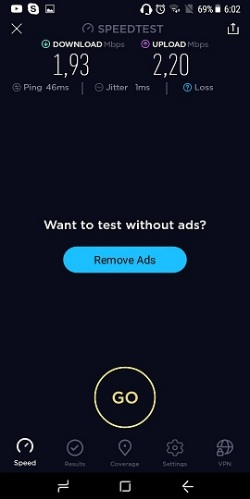 69% 6:02
SPEEDTEST
DOWNLOAD Mbps UPLOAD Mbps
1,93 2,20
Ping 46ms Jitter 1ms Loss
Want to test without ads?
Remove Ads
GO
Speed Results Coverage Settings VPN